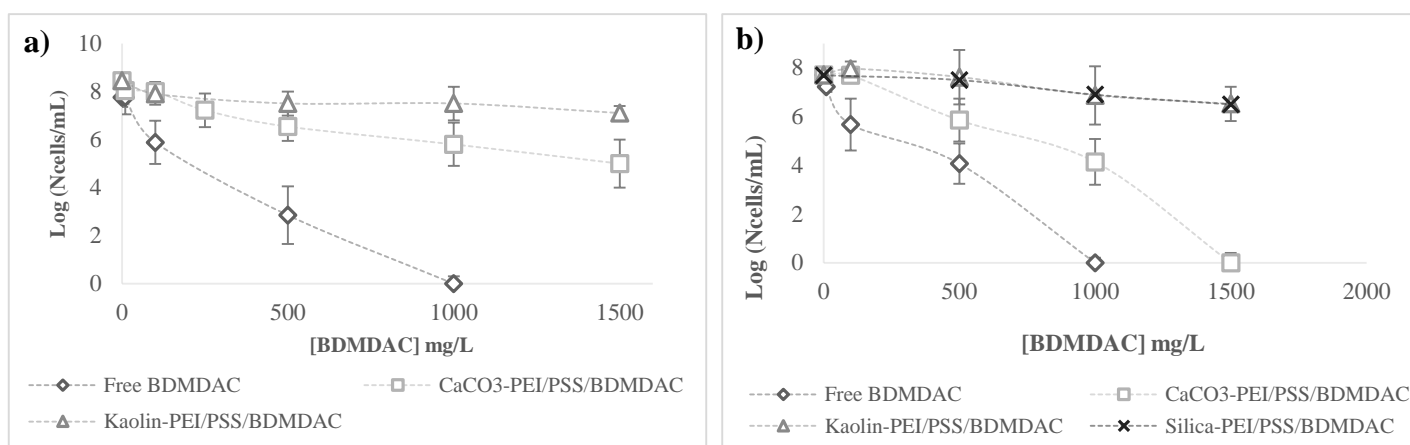 a)
10
8
6
4
2
0
Log (Ncells/mL)
0 500 1000 1500
[BDMDAC] mg/L
Free BDMDAC CaCO3-PEI/PSS/BDMDAC
Kaolin-PEI/PSS/BDMDAC
b)
8
6
4
2
0
Log (Ncells/mL)
0 500 1000 1500 2000
[BDMDAC] mg/L
Free BDMDAC CaCO3-PEI/PSS/BDMDAC
Kaolin-PEI/PSS/BDMDAC Silica-PEI/PSS/BDMDAC